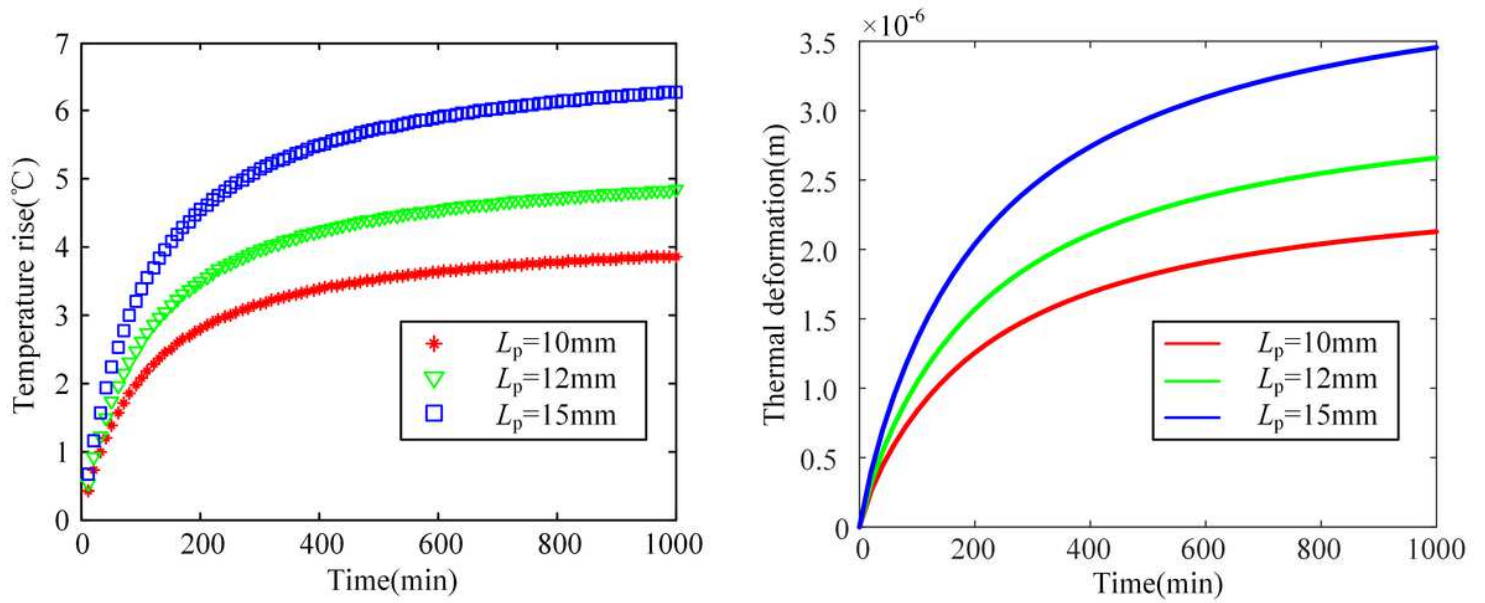 7
6
5
4
3
2
1
0
Temperature rise(℃)
0 200 400 600 800 1000
Time(min)
Lp=10mm
Lp=12mm
Lp=15mm
×10-6
3.5
3.0
2.5
2.0
1.5
1.0
0.5
0
Thermal deformation(m)
0 200 400 600 800 1000
Time(min)
Lp=10mm
Lp=12mm
Lp=15mm